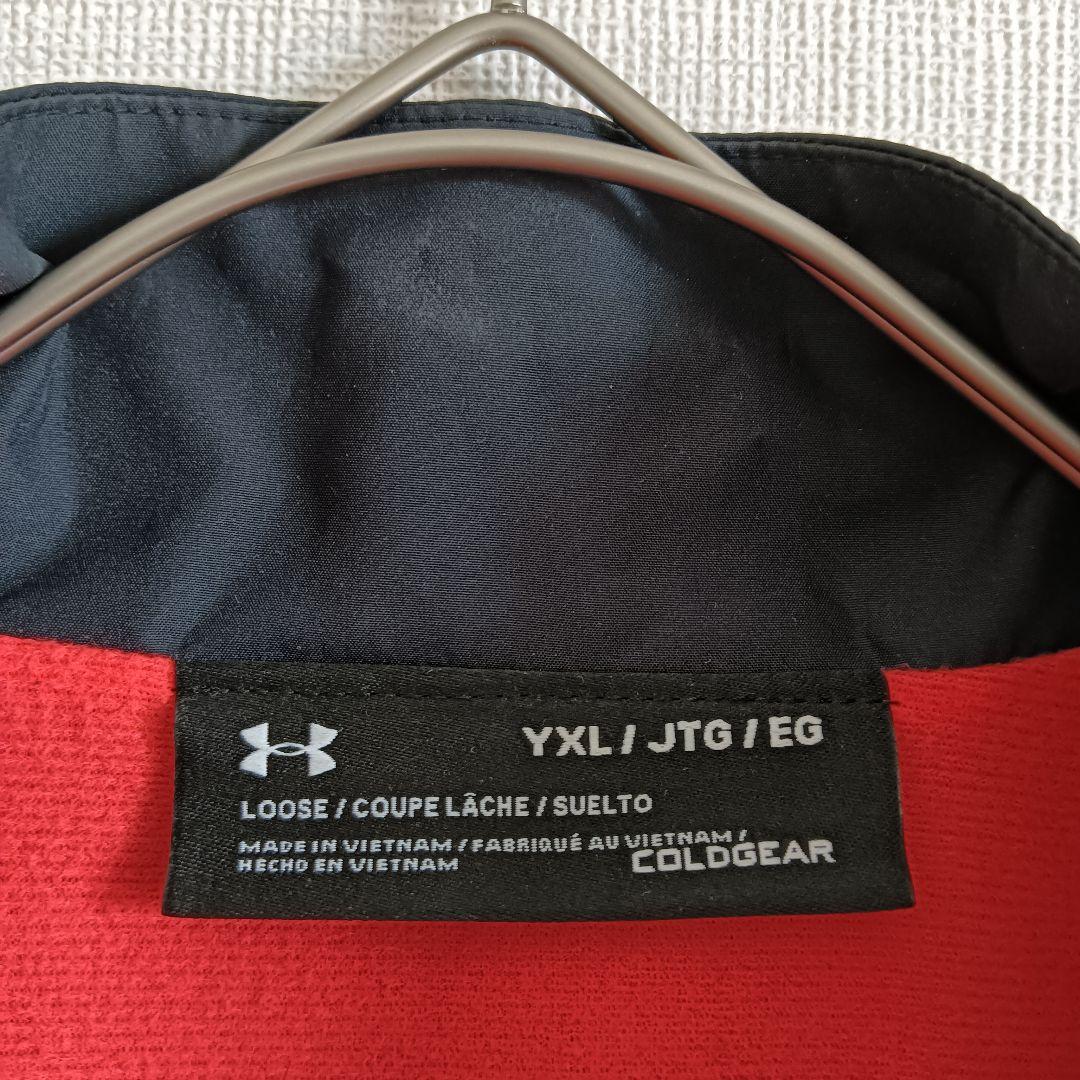 YXL / JTG / EG
LOOSE / COUPE LÂCHE / SUELTO
MADE IN VIETNAM / FABRIQUÉ AU VIETNAM /
HECHO EN VIETNAM
COLDGEAR